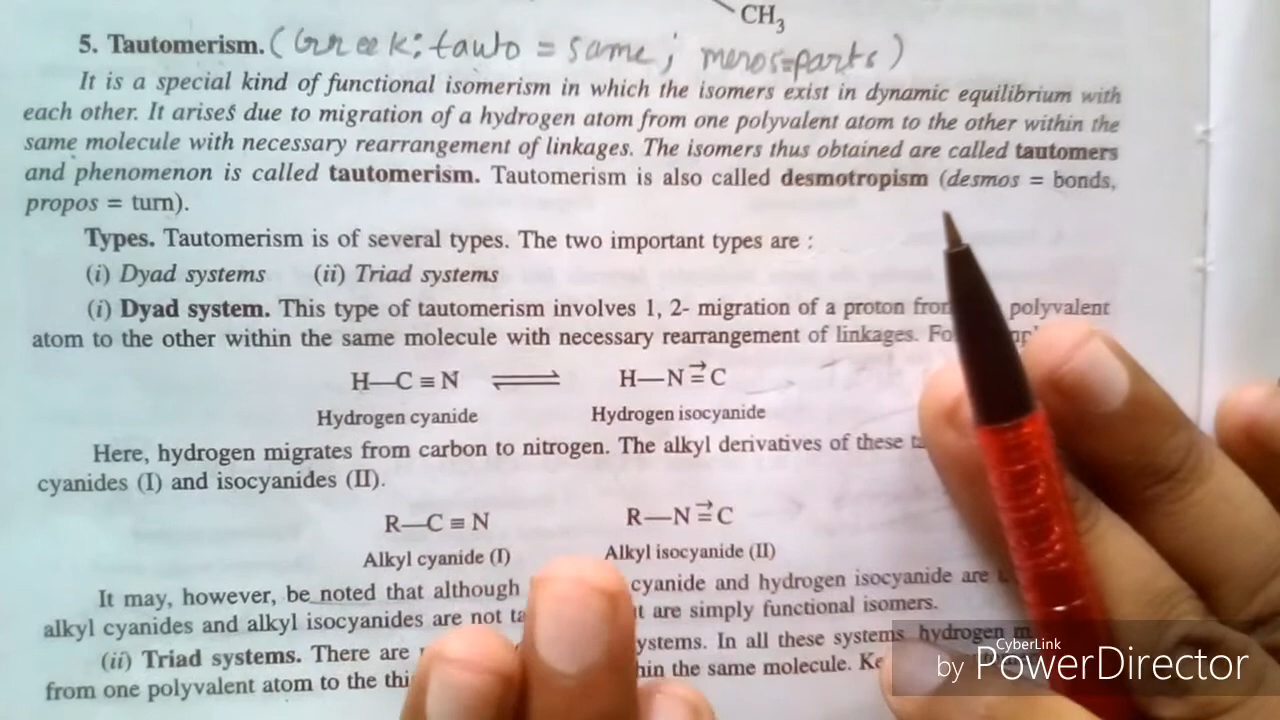 CH3
5. Tautomerism. (Greek: tauto = same ; meros=parts)
It is a special kind of functional isomerism in which the isomers exist in dynamic equilibrium with
each other. It arises due to migration of a hydrogen atom from one polyvalent atom to the other within the
same molecule with necessary rearrangement of linkages. The isomers thus obtained are called tautomers
and phenomenon is called tautomerism. Tautomerism is also called desmotropism (desmos = bonds,
propos = turn).
Types. Tautomerism is of several types. The two important types are :
(i) Dyad systems (ii) Triad systems
(i) Dyad system. This type of tautomerism involves 1, 2- migration of a proton from polyvalent
atom to the other within the same molecule with necessary rearrangement of linkages.
H—C≡N ⇌ H—N⇶C
Hydrogen cyanide Hydrogen isocyanide
Here, hydrogen migrates from carbon to nitrogen. The alkyl derivatives of these
cyanides (I) and isocyanides (II).
R—C≡N R—N⇶C
Alkyl cyanide (I) Alkyl isocyanide (II)
It may, however, be noted that although cyanide and hydrogen isocyanide are
alkyl cyanides and alkyl isocyanides are not are simply functional isomers.
(ii) Triad systems. There are systems. In all these systems hydrogen
from one polyvalent atom to the within the same molecule.
CyberLink
by PowerDirector